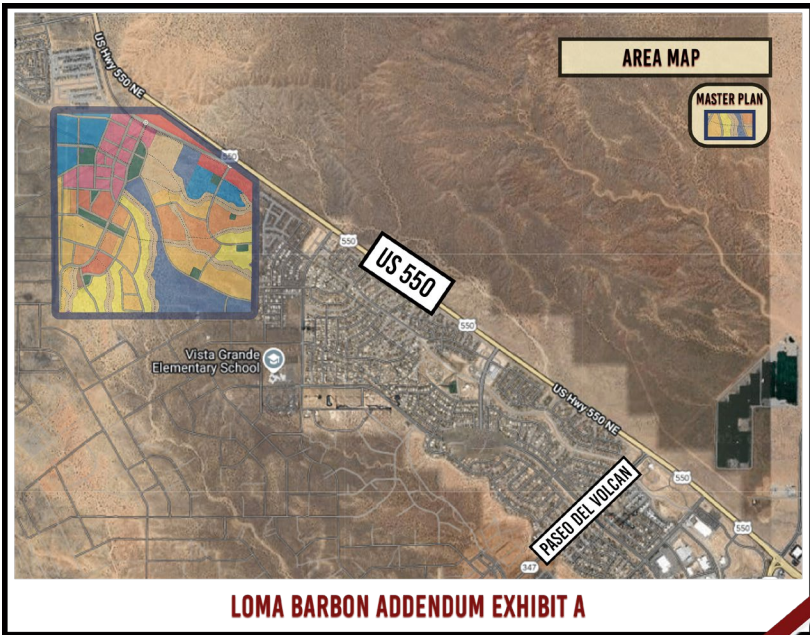 US Hwy 550 NE
AREA MAP
MASTER PLAN
550
550
US 550
550
Vista Grande
Elementary School
US Hwy 550 NE
PASEO DEL VOLCAN
550
550
347
LOMA BARBON ADDENDUM EXHIBIT A